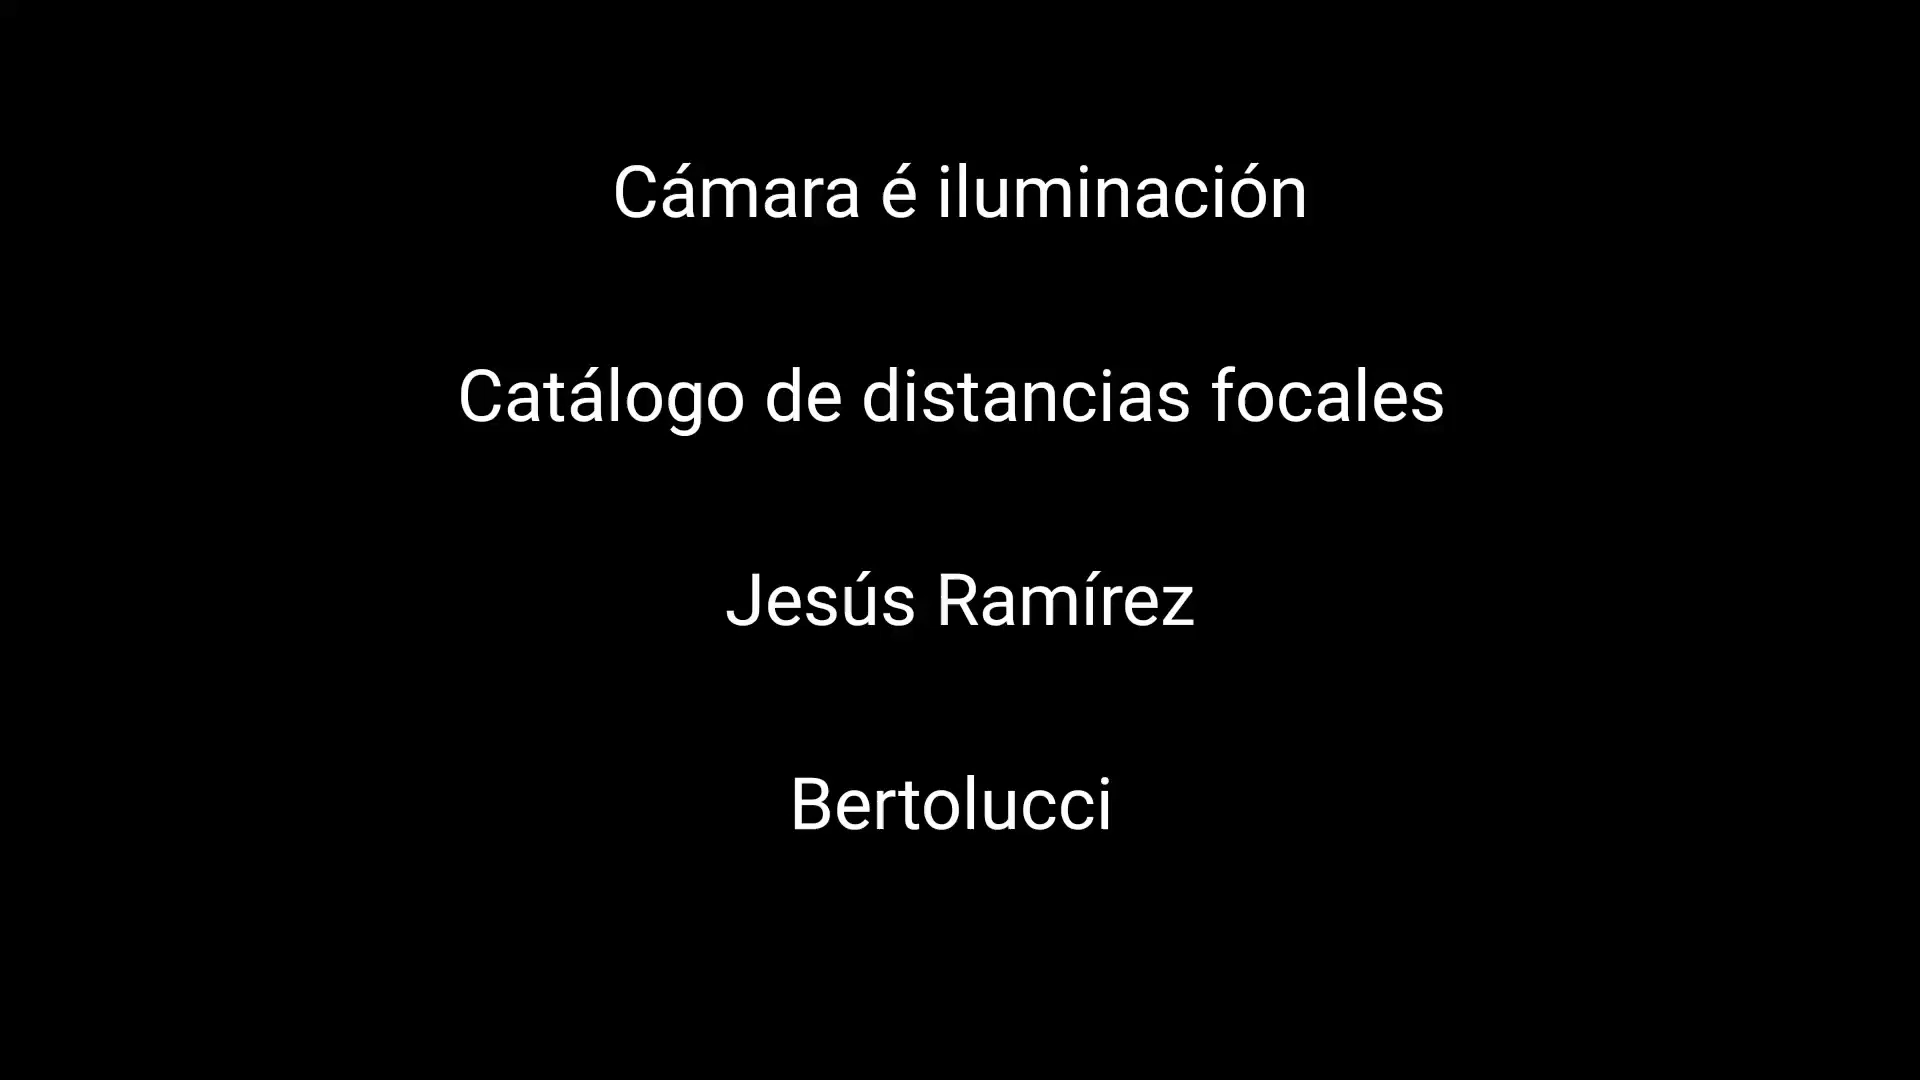 Cámara é iluminación
Catálogo de distancias focales
Jesús Ramírez
Bertolucci